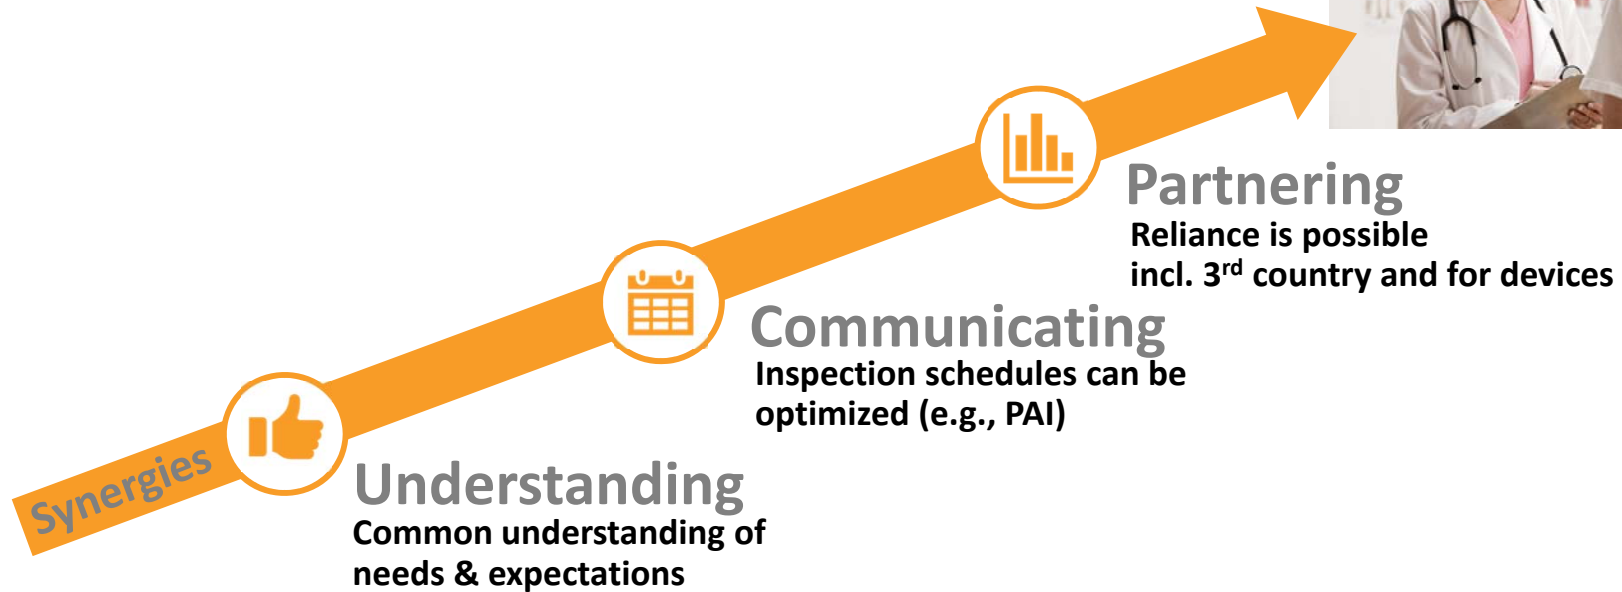 Partnering
Reliance is possible
incl. 3rd country and for devices
Communicating
Inspection schedules can be
optimized (e.g., PAI)
Synergies
Understanding
Common understanding of
needs & expectations